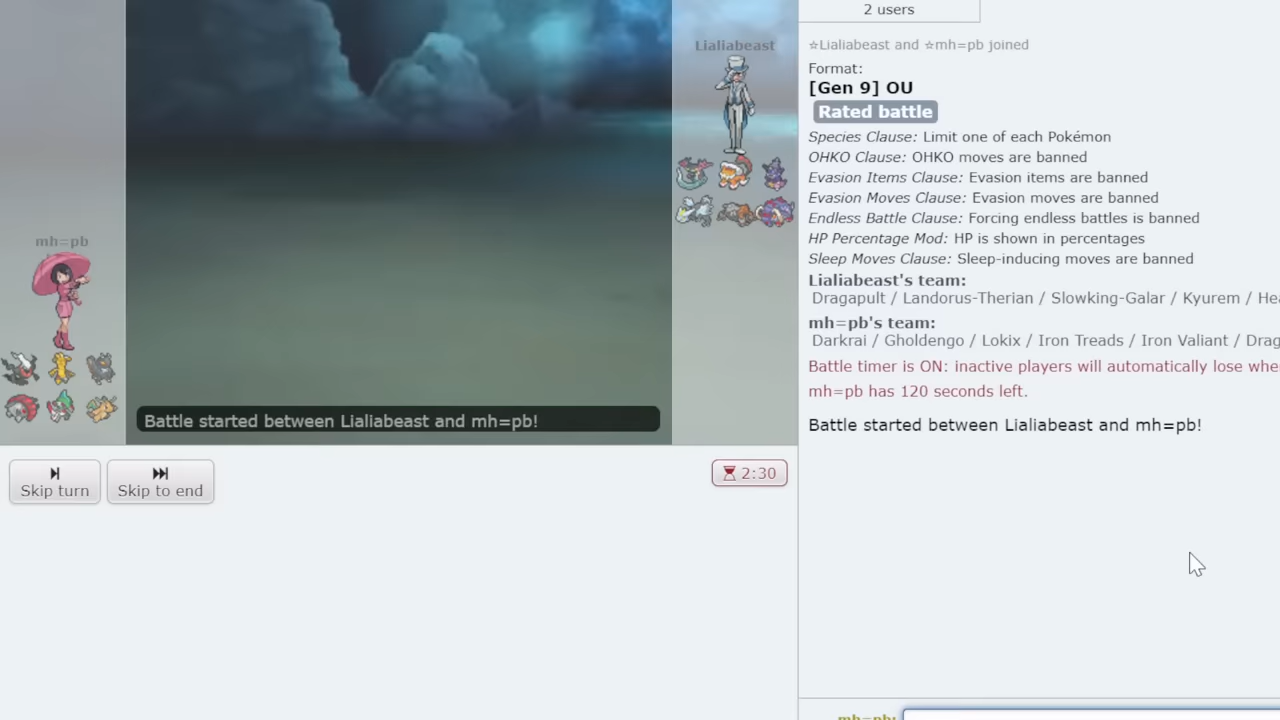 2 users
Lialiabeast
☆Lialiabeast and ☆mh=pb joined
Format:
[Gen 9] OU
Rated battle
Species Clause: Limit one of each Pokémon
OHKO Clause: OHKO moves are banned
Evasion Items Clause: Evasion items are banned
Evasion Moves Clause: Evasion moves are banned
Endless Battle Clause: Forcing endless battles is banned
HP Percentage Mod: HP is shown in percentages
Sleep Moves Clause: Sleep-inducing moves are banned
Lialiabeast's team:
Dragapult / Landorus-Therian / Slowking-Galar / Kyurem / Hea
mh=pb's team:
Darkrai / Gholdengo / Lokix / Iron Treads / Iron Valiant / Drag
Battle timer is ON: inactive players will automatically lose whe
mh=pb has 120 seconds left.
Battle started between Lialiabeast and mh=pb!
mh=pb
Battle started between Lialiabeast and mh=pb!
Skip turn
Skip to end
2:30
mh=pb: